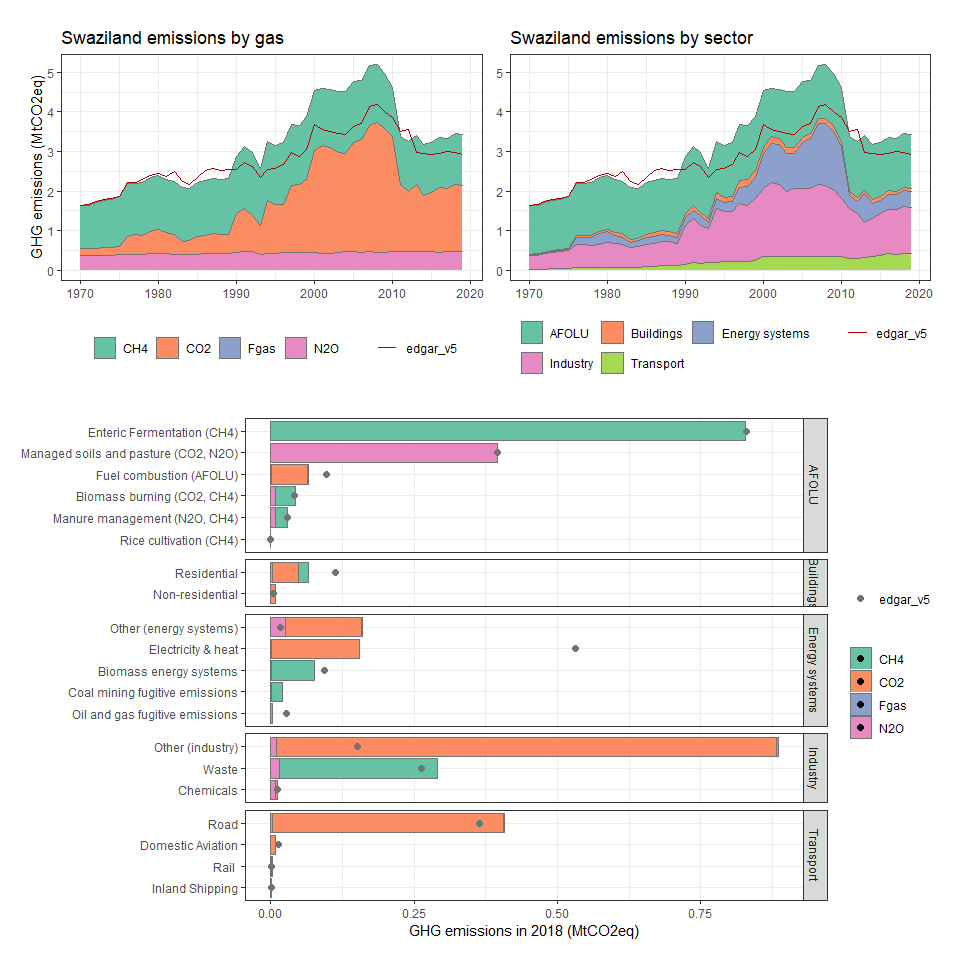 Swaziland emissions by gas
Swaziland emissions by sector
GHG emissions (MtCO2eq)
5
4
3
2
1
0
1970
1980
1990
2000
2010
2020
5
4
3
2
1
0
1970
1980
1990
2000
2010
2020
CH4
CO2
Fgas
N2O
edgar_v5
AFOLU
Buildings
Energy systems
edgar_v5
Industry
Transport
Enteric Fermentation (CH4)
Managed soils and pasture (CO2, N2O)
Fuel combustion (AFOLU)
Biomass burning (CO2, CH4)
Manure management (N2O, CH4)
Rice cultivation (CH4)
AFOLU
Residential
Non-residential
Buildings
Other (energy systems)
Electricity & heat
Biomass energy systems
Coal mining fugitive emissions
Oil and gas fugitive emissions
Energy systems
Other (industry)
Waste
Chemicals
Industry
Road
Domestic Aviation
Rail
Inland Shipping
Transport
0.00
0.25
0.50
0.75
GHG emissions in 2018 (MtCO2eq)
edgar_v5
CH4
CO2
Fgas
N2O